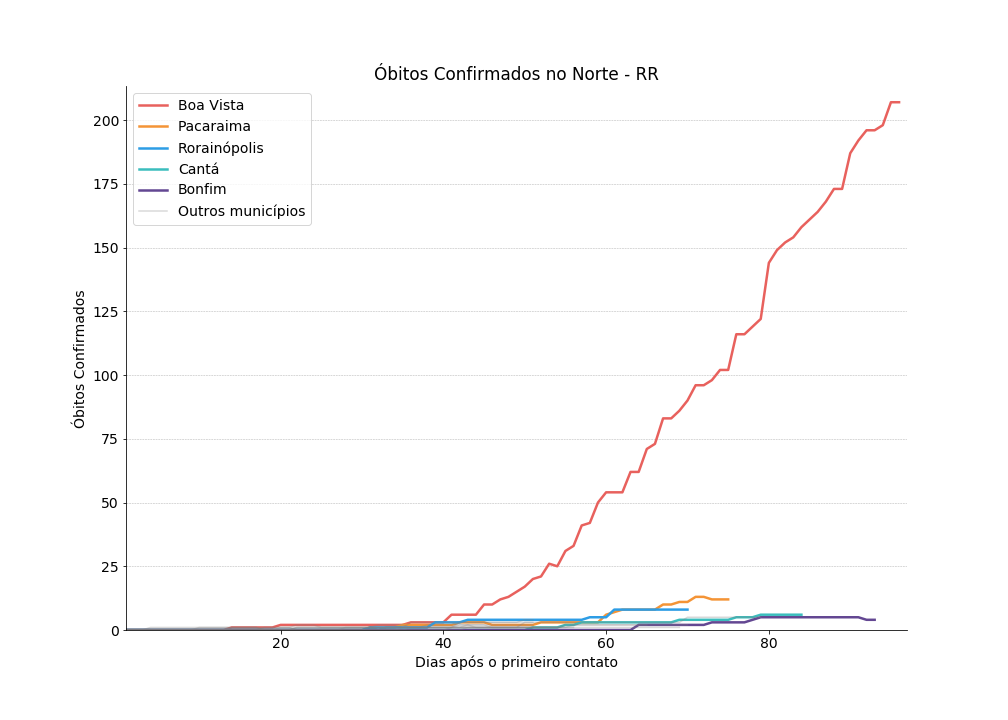 Óbitos Confirmados no Norte - RR
Boa Vista
Pacaraima
Rorainópolis
Cantá
Bonfim
Outros municípios
Óbitos Confirmados
200
175
150
125
100
75
50
25
0
20
40
60
80
Dias após o primeiro contato